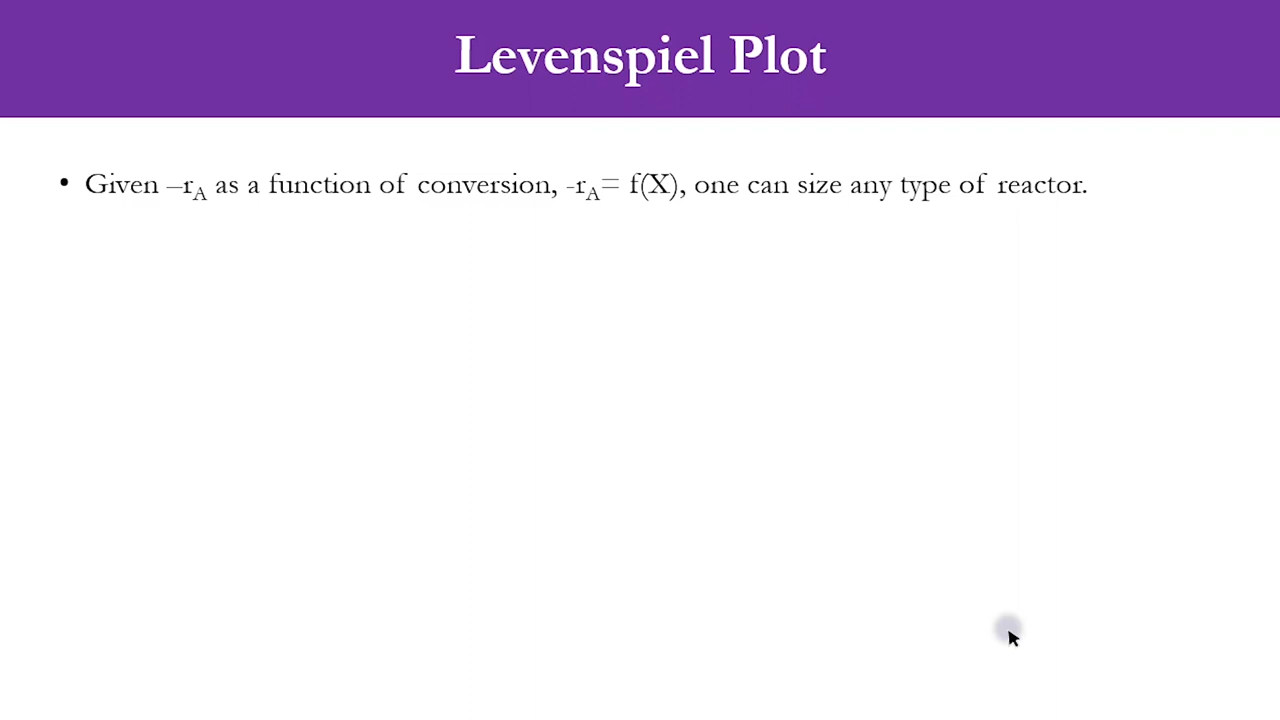 Levenspiel Plot
• Given –rA as a function of conversion, -rA= f(X), one can size any type of reactor.